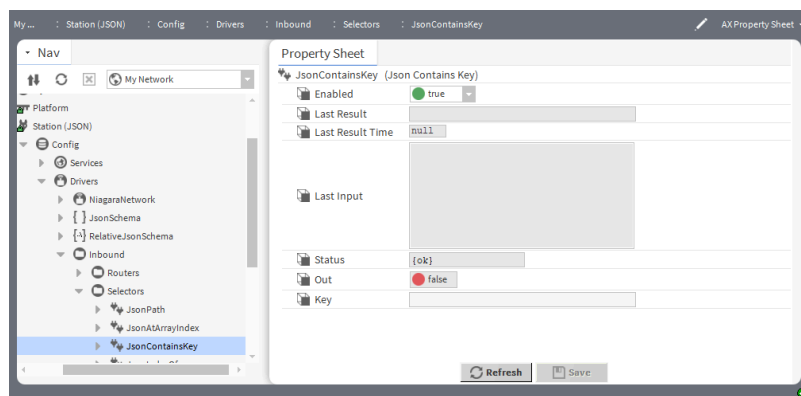 My ... : Station (JSON) : Config : Drivers : Inbound : Selectors : JsonContainsKey AX Property Sheet
Nav
My Network
Platform
Station (JSON)
Config
Services
Drivers
NiagaraNetwork
{ } JsonSchema
RelativeJsonSchema
Inbound
Routers
Selectors
JsonPath
JsonAtArrayIndex
JsonContainsKey
Property Sheet
JsonContainsKey (Json Contains Key)
Enabled true
Last Result
Last Result Time null
Last Input
Status {ok}
Out false
Key
Refresh Save